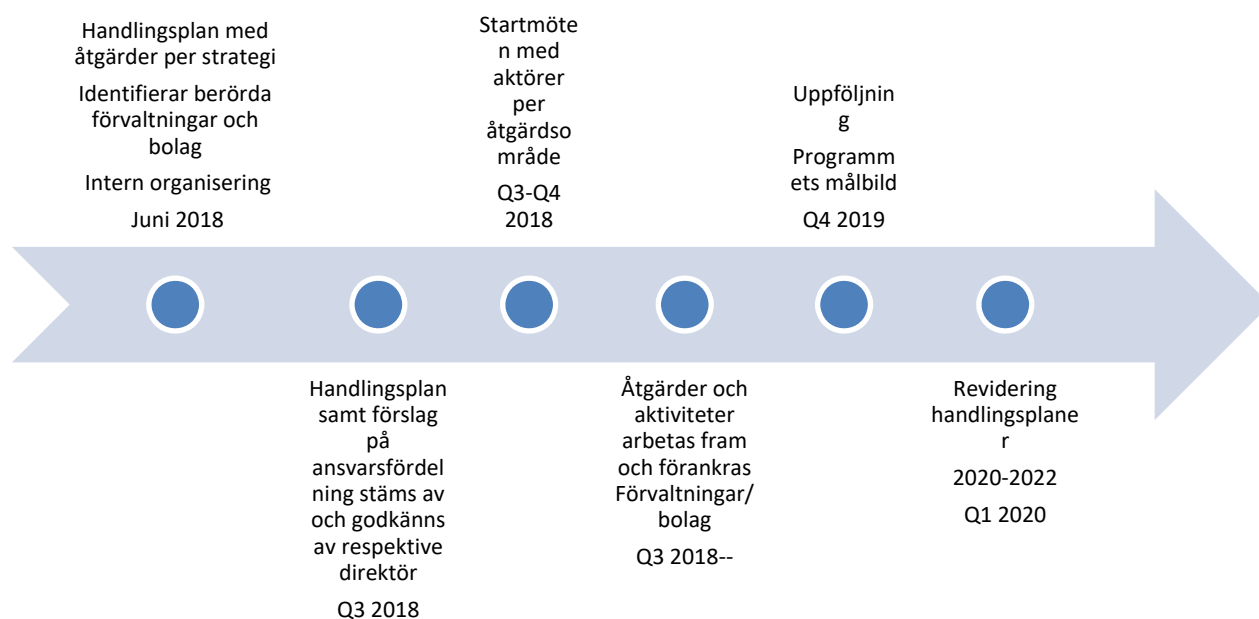 Handlingsplan med
åtgärder per strategi
Identifierar berörda
förvaltningar och
bolag
Intern organisering
Juni 2018
Handlingsplan
samt förslag
på
ansvarsfördel
ning stäms av
och godkänns
av respektive
direktör
Q3 2018
Startmöte
n med
aktörer
per
åtgärdso
mråde
Q3-Q4
2018
Åtgärder och
aktiviteter
arbetas fram
och förankras
Förvaltningar/
bolag
Q3 2018--
Uppföljnin
g
Programm
ets målbild
Q4 2019
Revidering
handlingsplane
r
2020-2022
Q1 2020